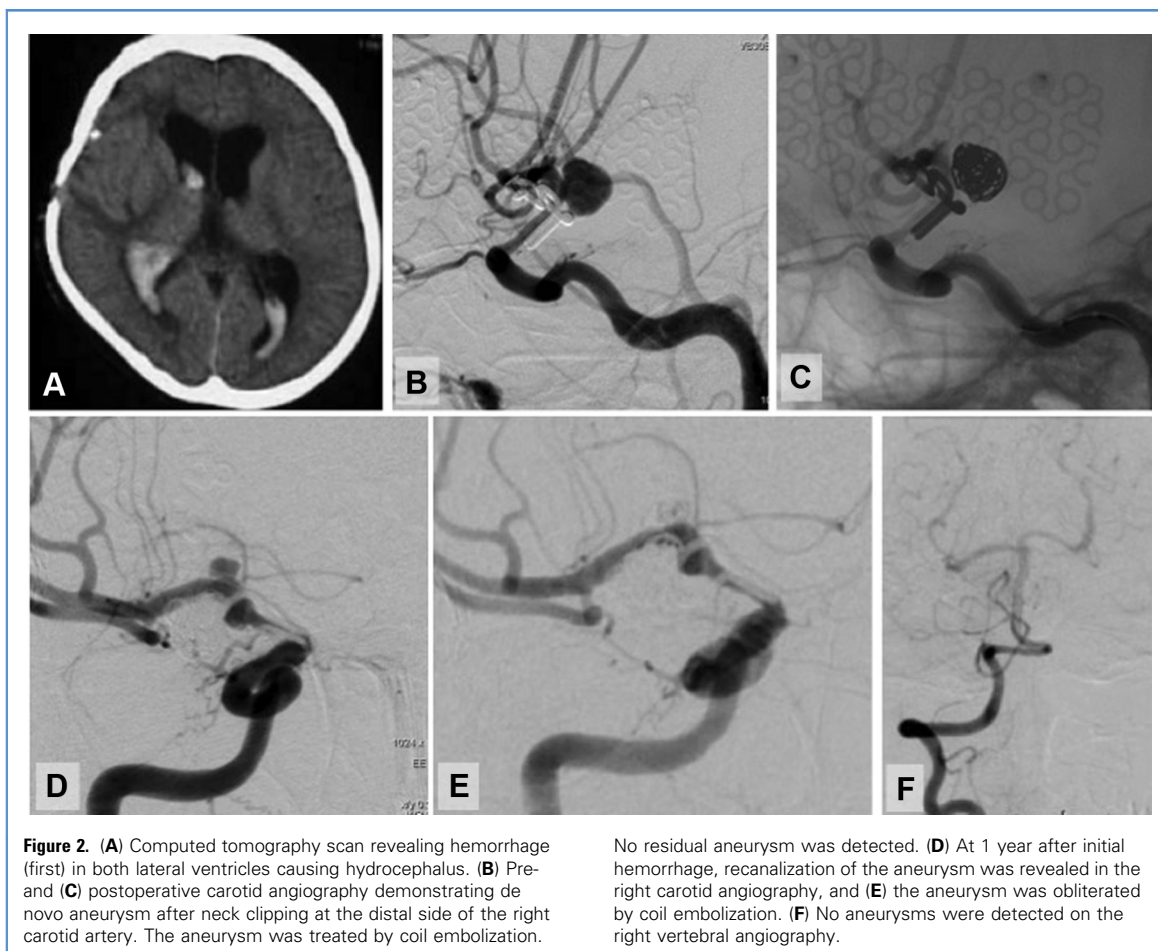 A
B
C
D
1024 x
EE
E
F
Figure 2. (A) Computed tomography scan revealing hemorrhage
(first) in both lateral ventricles causing hydrocephalus. (B) Pre-
and (C) postoperative carotid angiography demonstrating de
novo aneurysm after neck clipping at the distal side of the right
carotid artery. The aneurysm was treated by coil embolization.
No residual aneurysm was detected. (D) At 1 year after initial
hemorrhage, recanalization of the aneurysm was revealed in the
right carotid angiography, and (E) the aneurysm was obliterated
by coil embolization. (F) No aneurysms were detected on the
right vertebral angiography.